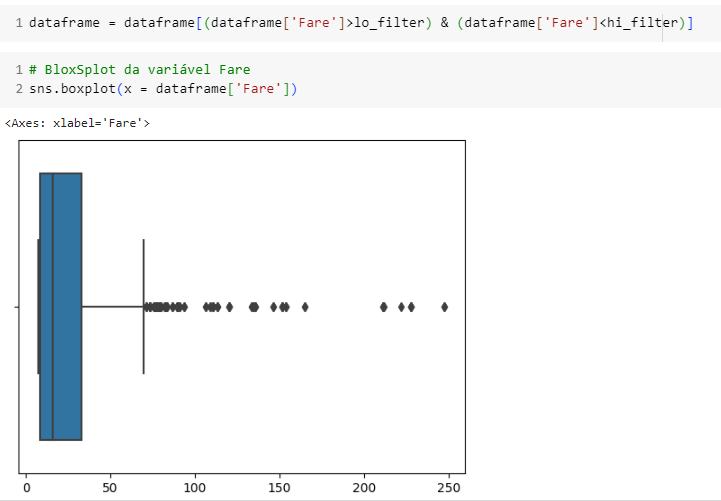 1 dataframe = dataframe[(dataframe['Fare']>lo_filter) & (dataframe['Fare']<hi_filter)]
1 # BloxSplot da variável Fare
2 sns.boxplot(x = dataframe['Fare'])
<Axes: xlabel='Fare'>
0 50 100 150 200 250